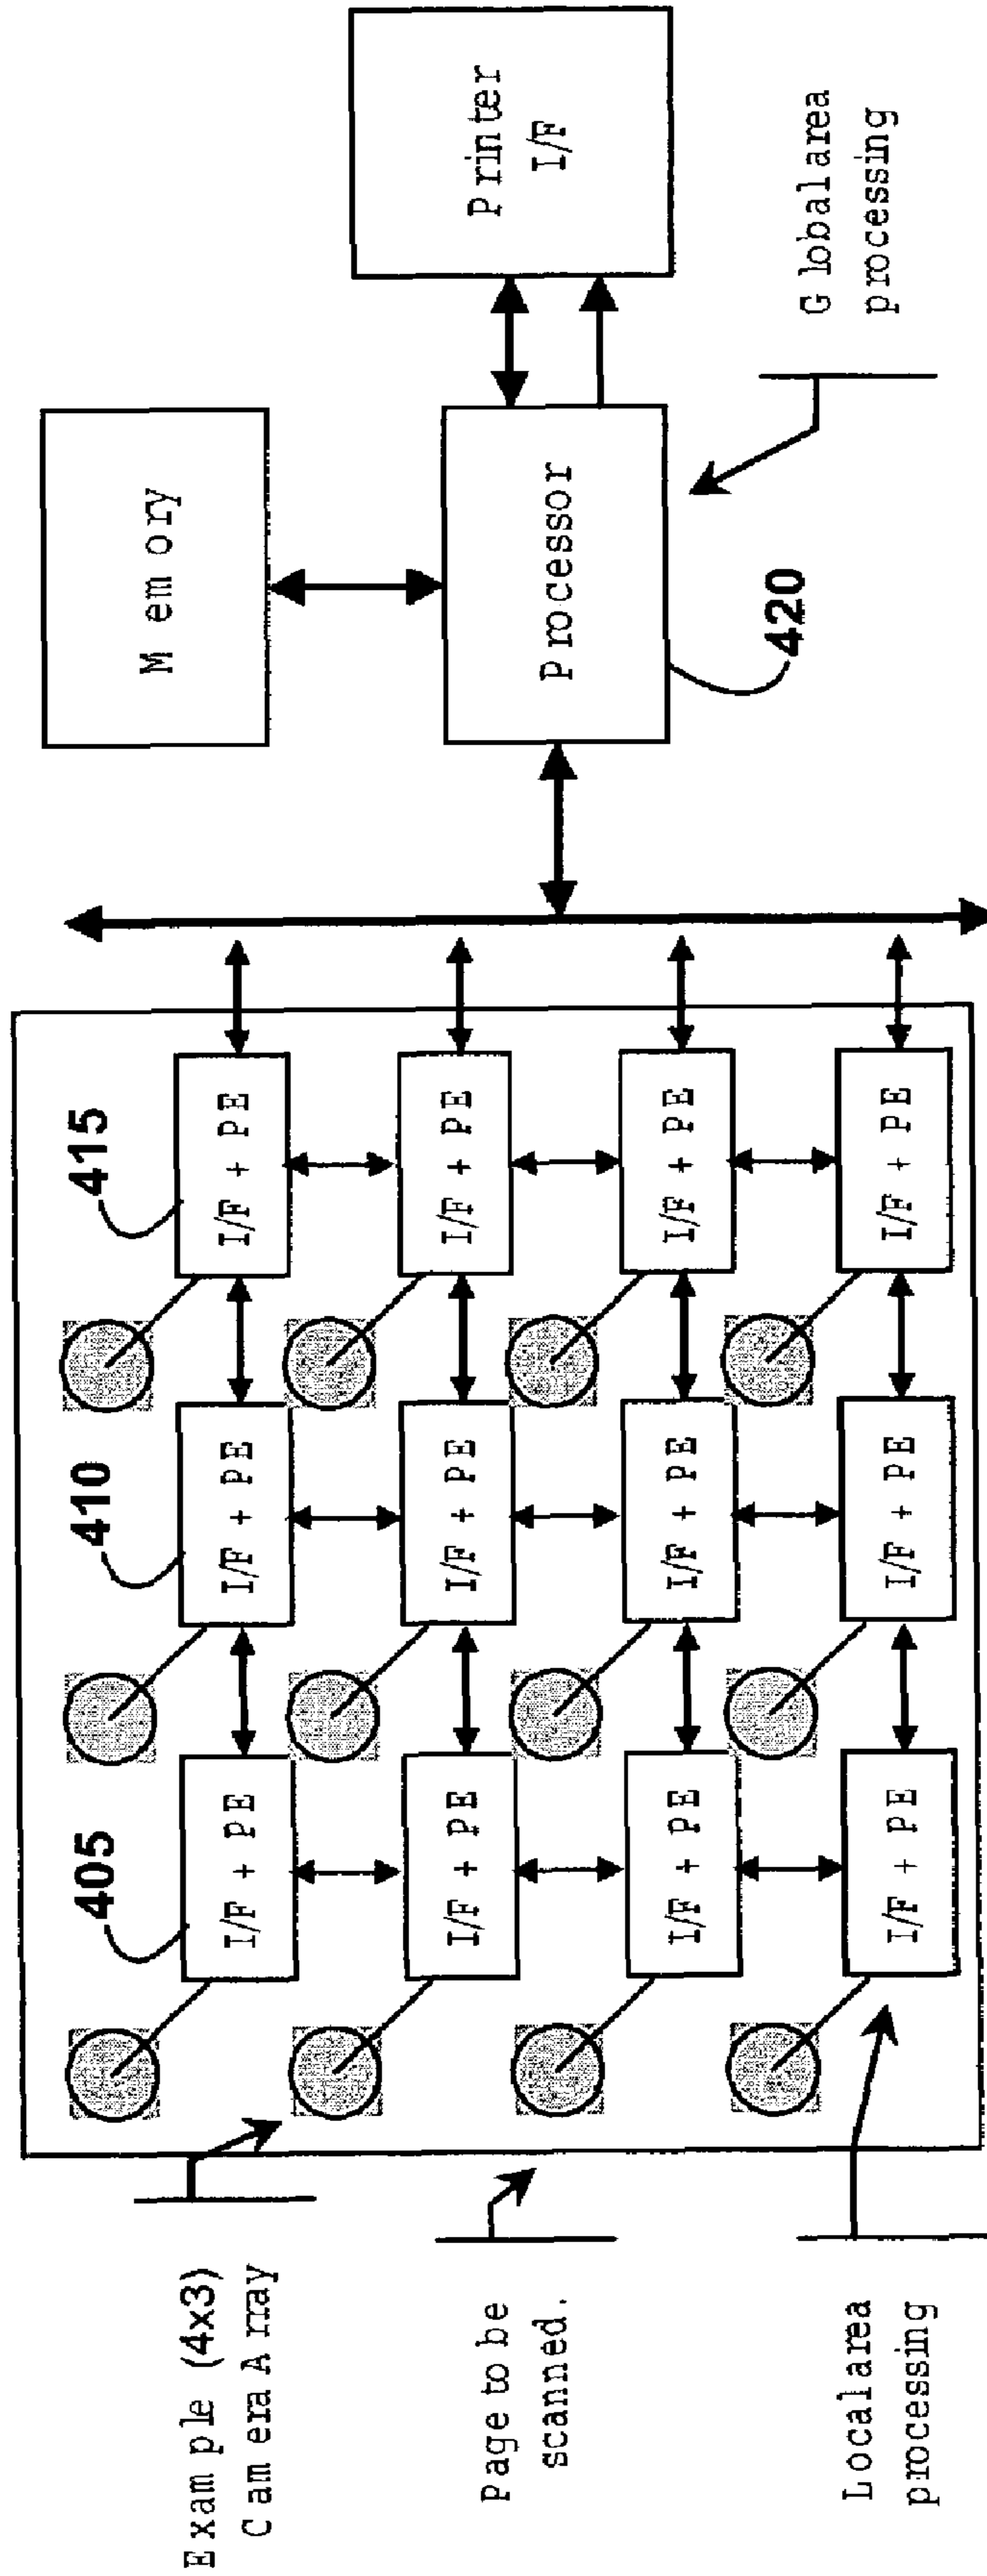 Example (4x3)
Camera Array
Page to be
scanned.
Local area
processing
405
410
415
I/F + PE
I/F + PE
I/F + PE
I/F + PE
I/F + PE
I/F + PE
I/F + PE
I/F + PE
I/F + PE
I/F + PE
I/F + PE
I/F + PE
Memory
Processor
420
Printer
I/F
Global area
processing